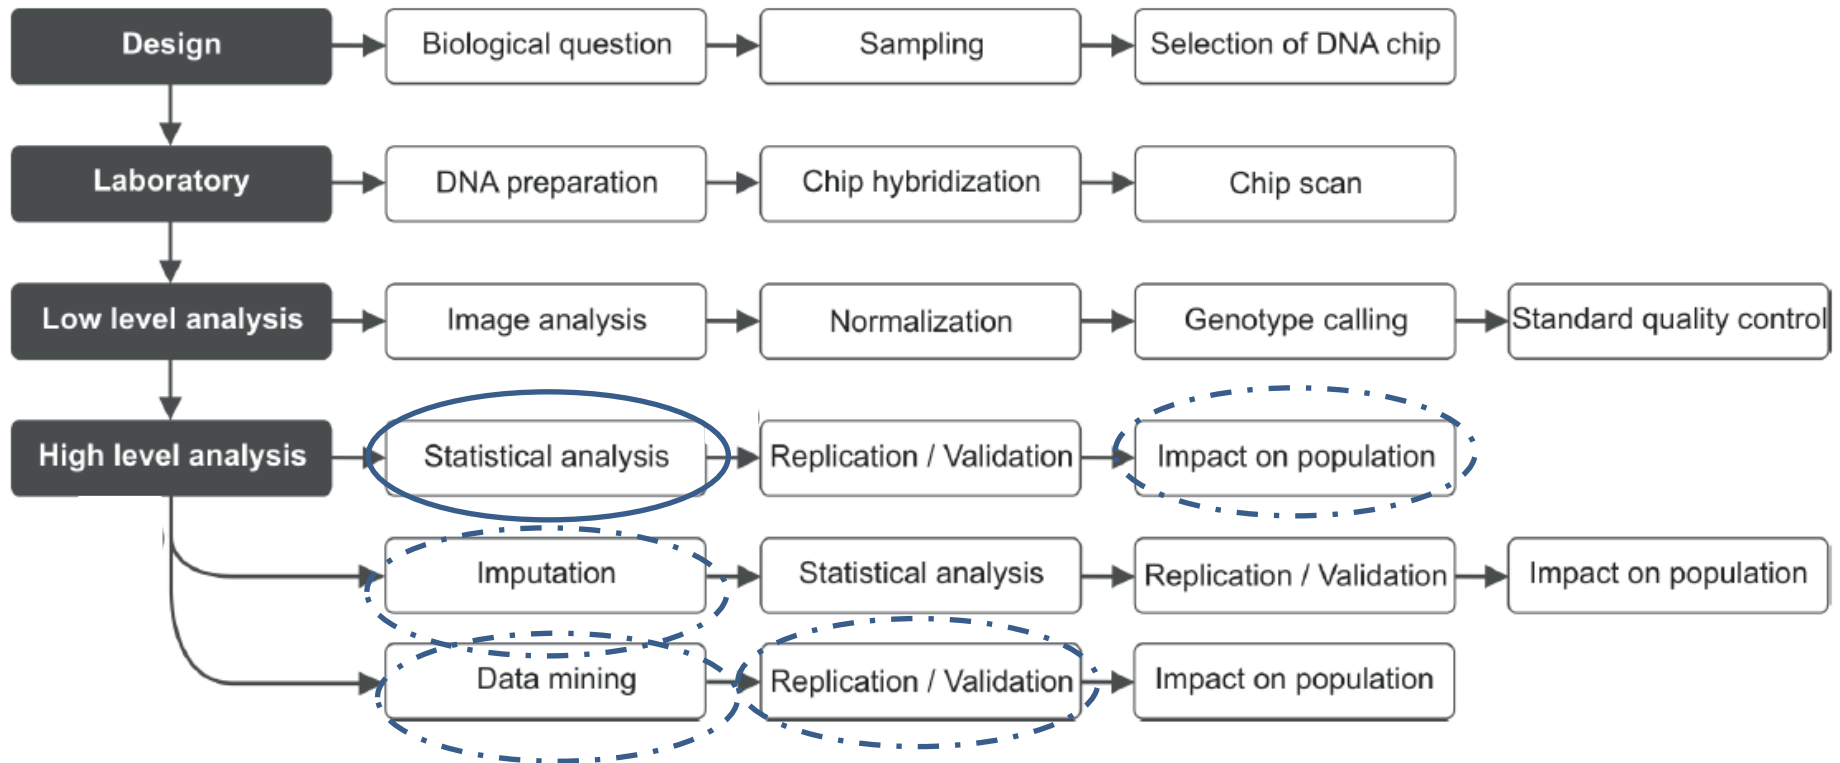 Design
Biological question
Sampling
Selection of DNA chip
Laboratory
DNA preparation
Chip hybridization
Chip scan
Low level analysis
Image analysis
Normalization
Genotype calling
Standard quality control
High level analysis
Statistical analysis
Replication / Validation
Impact on population
Imputation
Statistical analysis
Replication / Validation
Impact on population
Data mining
Replication / Validation
Impact on population